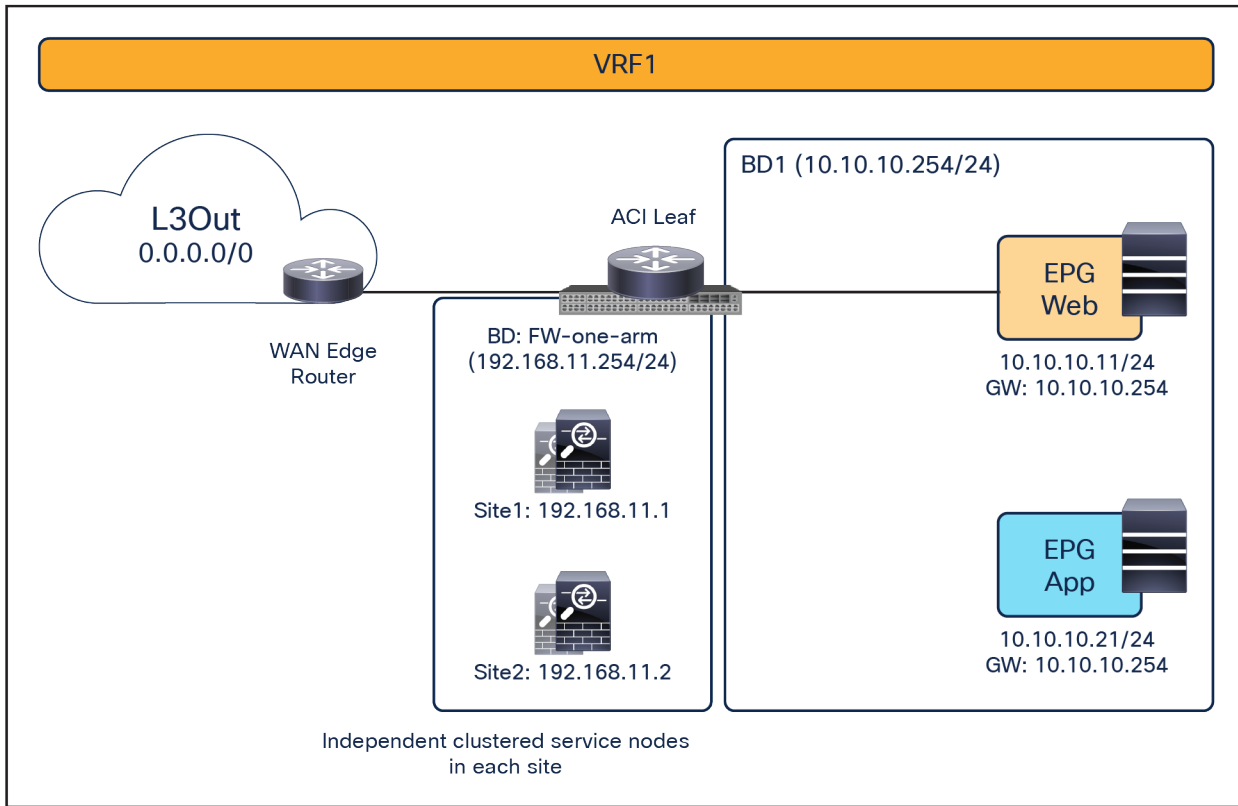 VRF1
L3Out
0.0.0.0/0
WAN Edge
Router
ACI Leaf
BD: FW-one-arm
(192.168.11.254/24)
Site1: 192.168.11.1
Site2: 192.168.11.2
Independent clustered service nodes
in each site
BD1 (10.10.10.254/24)
EPG
Web
10.10.10.11/24
GW: 10.10.10.254
EPG
App
10.10.10.21/24
GW: 10.10.10.254